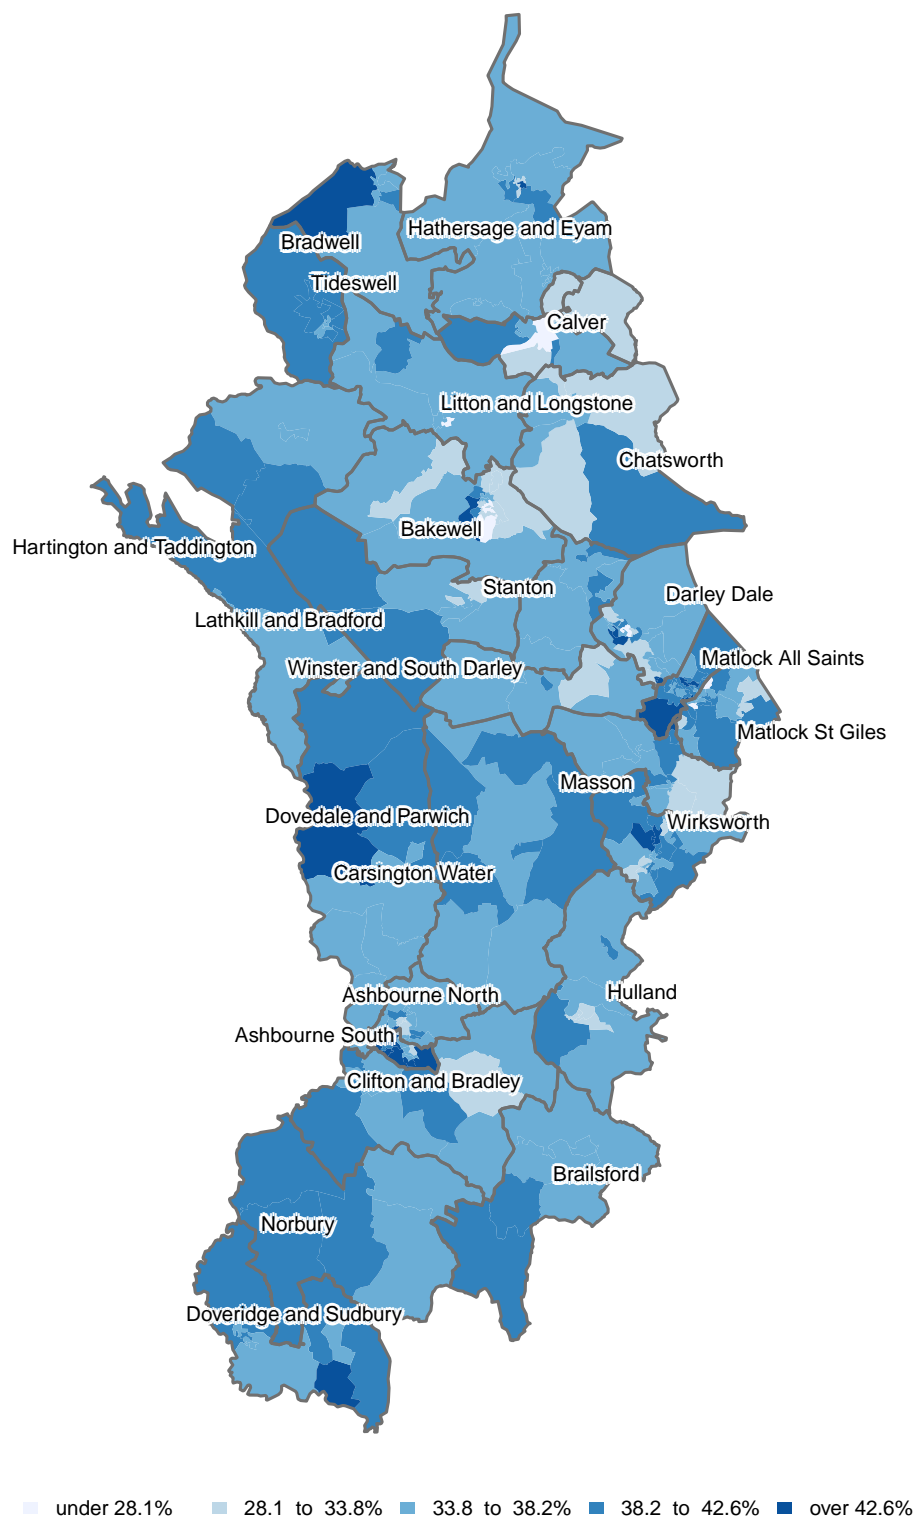 Hathersage and Eyam
Bradwell
Tideswell
Calver
Litton and Longstone
Chatsworth
Bakewell
Hartington and Taddington
Stanton
Darley Dale
Lathkill and Bradford
Matlock All Saints
Winster and South Darley
Matlock St Giles
Masson
Dovedale and Parwich
Wirksworth
Carsington Water
Hulland
Ashbourne North
Ashbourne South
Clifton and Bradley
Brailsford
Norbury
Doveridge and Sudbury
under 28.1% 28.1 to 33.8% 33.8 to 38.2% 38.2 to 42.6% over 42.6%